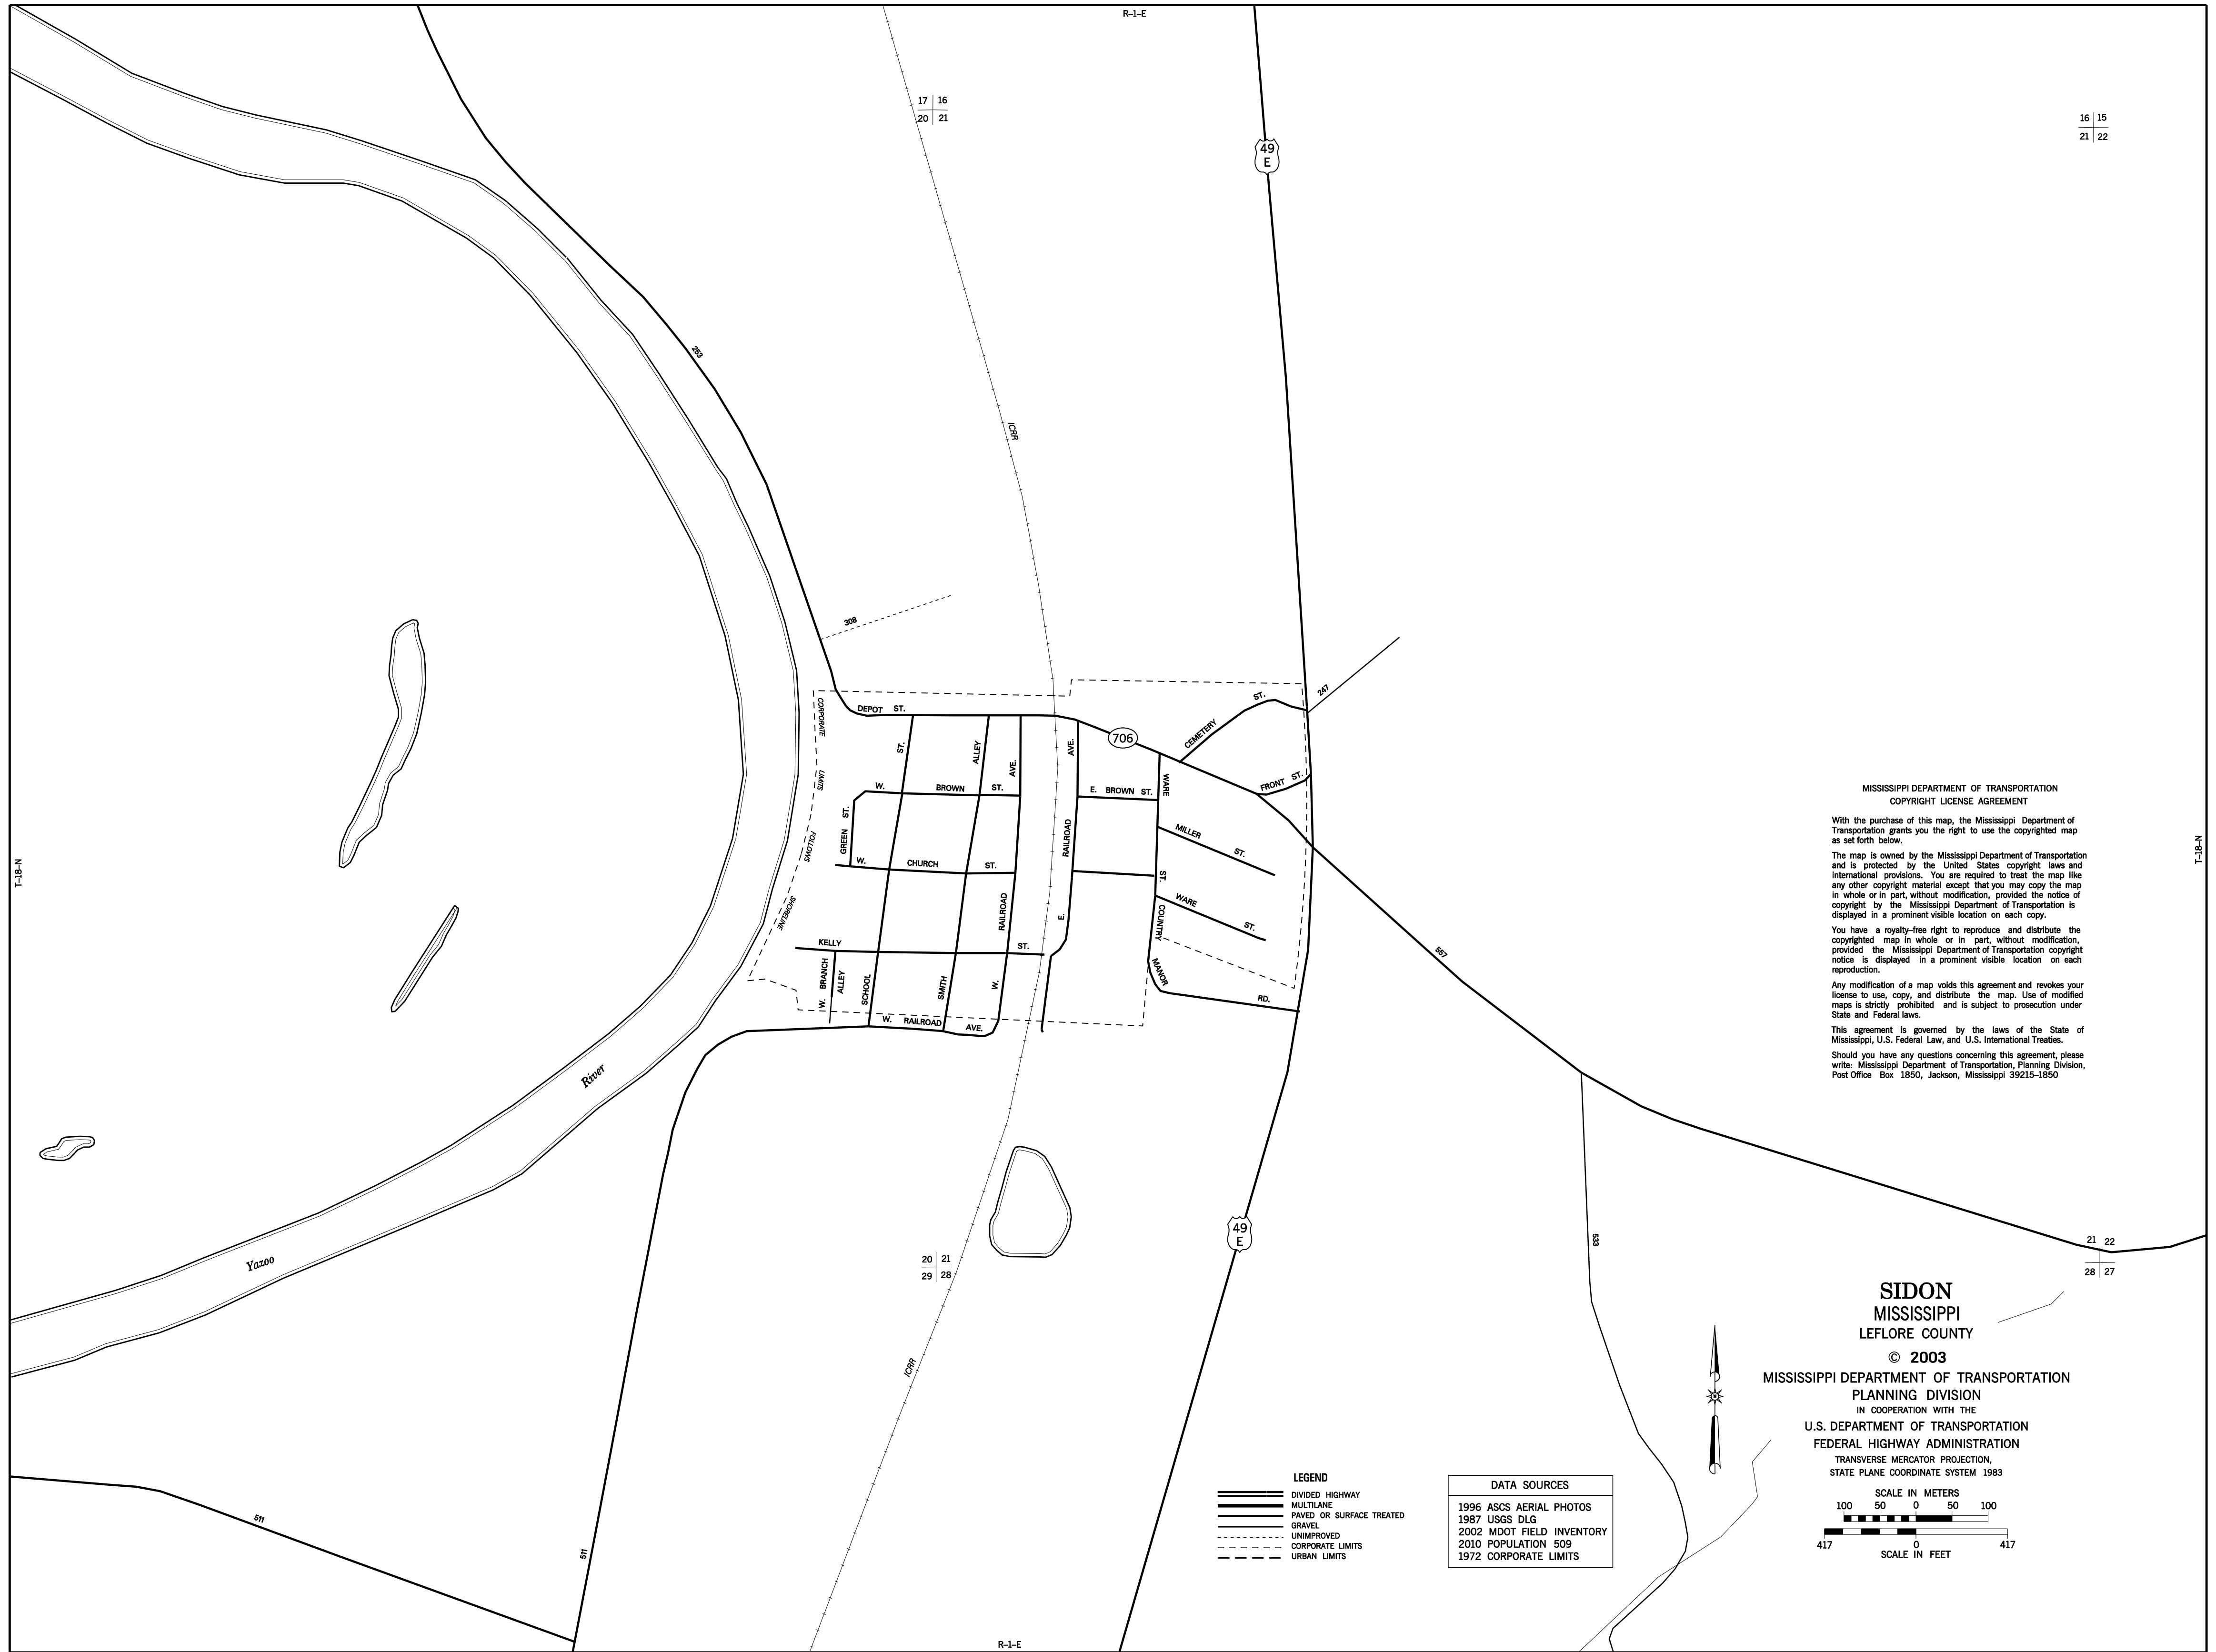 R–1–E
17 16
20 21
16 15
21 22
49
E
253
ICRR
308
247
CORPORATE
LIMITS
FOLLOWS
SHORELINE
DEPOT ST.
706
CEMETERY ST.
FRONT ST.
ST.
ALLEY
AVE.
AVE.
WARE
W. BROWN ST.
E. BROWN ST.
GREEN ST.
RAILROAD
MILLER ST.
W. CHURCH ST.
ST.
WARE ST.
RAILROAD
E.
COUNTRY
KELLY ST.
W. BRANCH
ALLEY
SCHOOL
SMITH
W.
MANOR
RD.
W. RAILROAD AVE.
557
T–18–N
T–18–N
River
Yazoo
20 21
29 28
49
E
533
21 22
28 27
ICRR
511
511
R–1–E
MISSISSIPPI DEPARTMENT OF TRANSPORTATION
COPYRIGHT LICENSE AGREEMENT
With the purchase of this map, the Mississippi Department of
Transportation grants you the right to use the copyrighted map
as set forth below.
The map is owned by the Mississippi Department of Transportation
and is protected by the United States copyright laws and
international provisions. You are required to treat the map like
any other copyright material except that you may copy the map
in whole or in part, without modification, provided the notice of
copyright by the Mississippi Department of Transportation is
displayed in a prominent visible location on each copy.
You have a royalty–free right to reproduce and distribute the
copyrighted map in whole or in part, without modification,
provided the Mississippi Department of Transportation copyright
notice is displayed in a prominent visible location on each
reproduction.
Any modification of a map voids this agreement and revokes your
license to use, copy, and distribute the map. Use of modified
maps is strictly prohibited and is subject to prosecution under
State and Federal laws.
This agreement is governed by the laws of the State of
Mississippi, U.S. Federal Law, and U.S. International Treaties.
Should you have any questions concerning this agreement, please
write: Mississippi Department of Transportation, Planning Division,
Post Office Box 1850, Jackson, Mississippi 39215–1850
SIDON
MISSISSIPPI
LEFLORE COUNTY
© 2003
MISSISSIPPI DEPARTMENT OF TRANSPORTATION
PLANNING DIVISION
IN COOPERATION WITH THE
U.S. DEPARTMENT OF TRANSPORTATION
FEDERAL HIGHWAY ADMINISTRATION
TRANSVERSE MERCATOR PROJECTION,
STATE PLANE COORDINATE SYSTEM 1983
SCALE IN METERS
100 50 0 50 100
417 0 417
SCALE IN FEET
LEGEND
DIVIDED HIGHWAY
MULTILANE
PAVED OR SURFACE TREATED
GRAVEL
UNIMPROVED
CORPORATE LIMITS
URBAN LIMITS
DATA SOURCES
1996 ASCS AERIAL PHOTOS
1987 USGS DLG
2002 MDOT FIELD INVENTORY
2010 POPULATION 509
1972 CORPORATE LIMITS